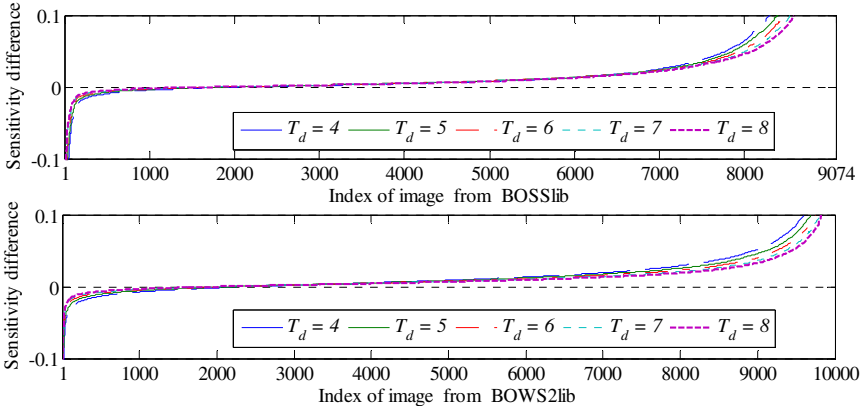 0.1
0
-0.1
Sensitivity difference
T_d = 4 T_d = 5 T_d = 6 T_d = 7 T_d = 8
1 1000 2000 3000 4000 5000 6000 7000 8000 9074
Index of image from BOSSlib
0.1
0
-0.1
Sensitivity difference
T_d = 4 T_d = 5 T_d = 6 T_d = 7 T_d = 8
1 1000 2000 3000 4000 5000 6000 7000 8000 9000 10000
Index of image from BOWS2lib